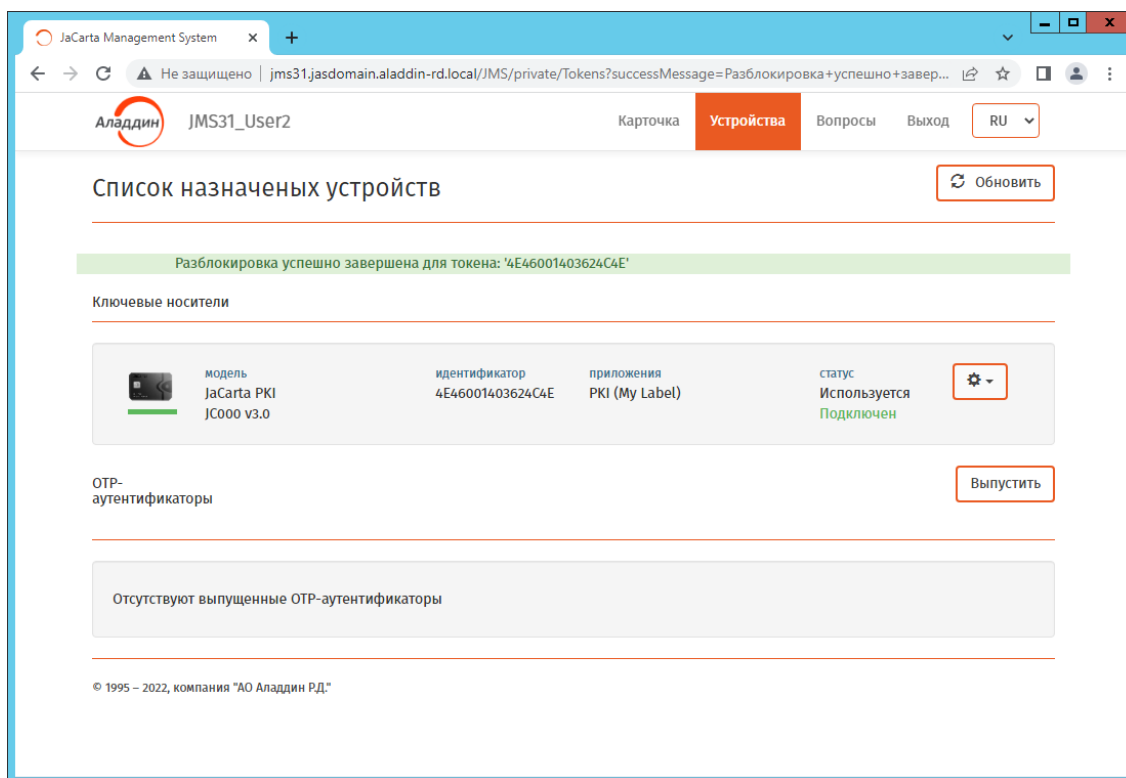 JaCarta Management System
Не защищено jms31.jasdomain.aladdin-rd.local/JMS/private/Tokens?successMessage=Разблокировка+успешно+завер...
Аладдин JMS31_User2 Карточка Устройства Вопросы Выход RU
Список назначеных устройств Обновить
Разблокировка успешно завершена для токена: '4E46001403624C4E'
Ключевые носители
модель идентификатор приложения статус
JaCarta PKI 4E46001403624C4E PKI (My Label) Используется
JC000 v3.0 Подключен
OTP- Выпустить
аутентификаторы
Отсутствуют выпущенные OTP-аутентификаторы
© 1995 – 2022, компания "АО Аладдин Р.Д."